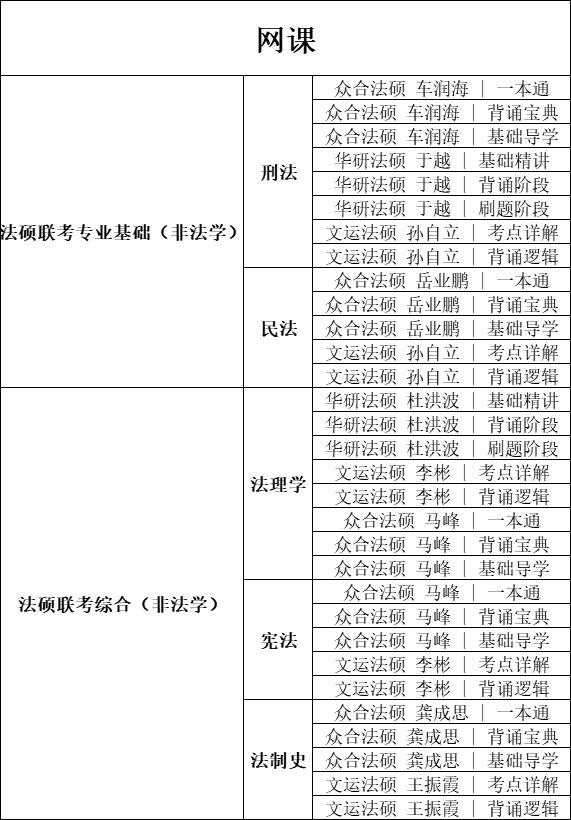 网课
法硕联考专业基础（非法学）
刑法
众合法硕 车润海 | 一本通
众合法硕 车润海 | 背诵宝典
众合法硕 车润海 | 基础导学
华研法硕 于越 | 基础精讲
华研法硕 于越 | 背诵阶段
华研法硕 于越 | 刷题阶段
文运法硕 孙自立 | 考点详解
文运法硕 孙自立 | 背诵逻辑
民法
众合法硕 岳业鹏 | 一本通
众合法硕 岳业鹏 | 背诵宝典
众合法硕 岳业鹏 | 基础导学
文运法硕 孙自立 | 考点详解
文运法硕 孙自立 | 背诵逻辑
法硕联考综合（非法学）
法理学
华研法硕 杜洪波 | 基础精讲
华研法硕 杜洪波 | 背诵阶段
华研法硕 杜洪波 | 刷题阶段
文运法硕 李彬 | 考点详解
文运法硕 李彬 | 背诵逻辑
众合法硕 马峰 | 一本通
众合法硕 马峰 | 背诵宝典
众合法硕 马峰 | 基础导学
宪法
众合法硕 马峰 | 一本通
众合法硕 马峰 | 背诵宝典
众合法硕 马峰 | 基础导学
文运法硕 李彬 | 考点详解
文运法硕 李彬 | 背诵逻辑
法制史
众合法硕 龚成思 | 一本通
众合法硕 龚成思 | 背诵宝典
众合法硕 龚成思 | 基础导学
文运法硕 王振霞 | 考点详解
文运法硕 王振霞 | 背诵逻辑